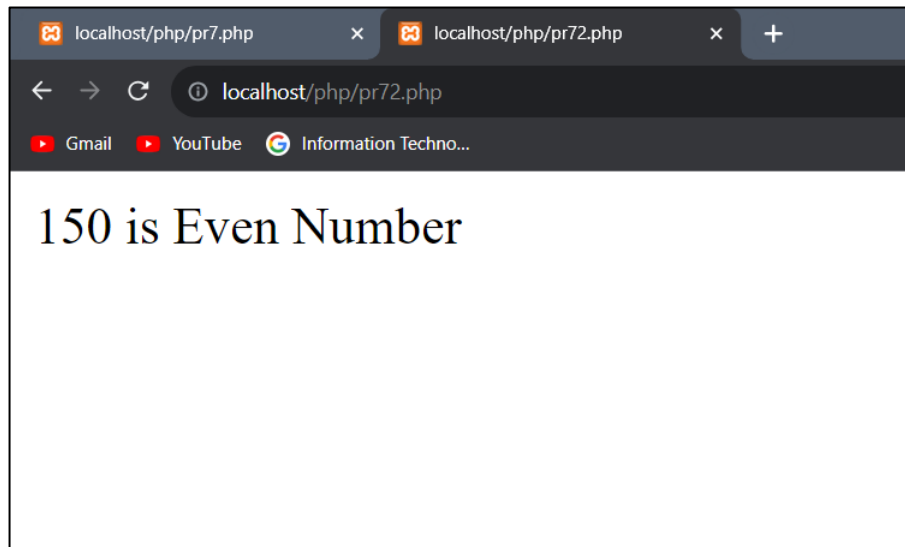 localhost/php/pr7.php localhost/php/pr72.php
localhost/php/pr72.php
Gmail YouTube Information Techno...
150 is Even Number